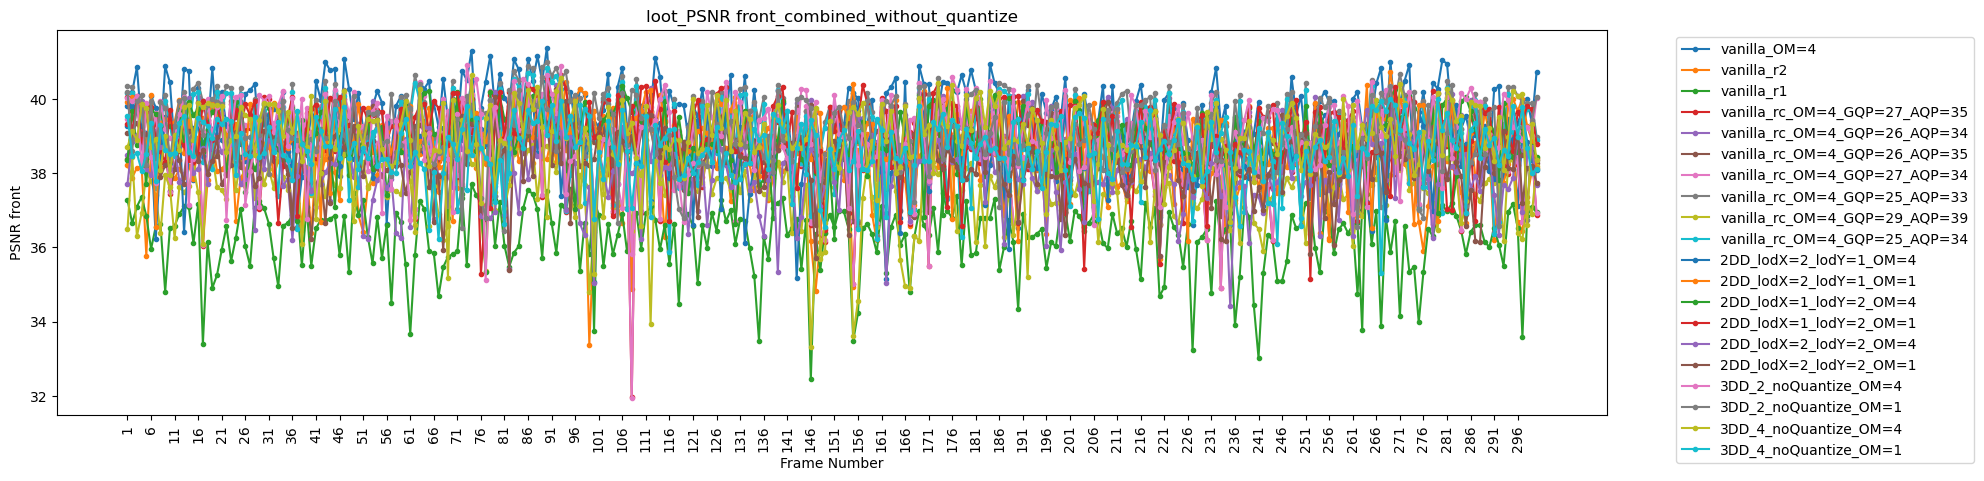 loot_PSNR front_combined_without_quantize
PSNR front
40
38
36
34
32
1 6 11 16 21 26 31 36 41 46 51 56 61 66 71 76 81 86 91 96 101 106 111 116 121 126 131 136 141 146 151 156 161 166 171 176 181 186 191 196 201 206 211 216 221 226 231 236 241 246 251 256 261 266 271 276 281 286 291 296
Frame Number
vanilla_OM=4
vanilla_r2
vanilla_r1
vanilla_rc_OM=4_GQP=27_AQP=35
vanilla_rc_OM=4_GQP=26_AQP=34
vanilla_rc_OM=4_GQP=26_AQP=35
vanilla_rc_OM=4_GQP=27_AQP=34
vanilla_rc_OM=4_GQP=25_AQP=33
vanilla_rc_OM=4_GQP=29_AQP=39
vanilla_rc_OM=4_GQP=25_AQP=34
2DD_lodX=2_lodY=1_OM=4
2DD_lodX=2_lodY=1_OM=1
2DD_lodX=1_lodY=2_OM=4
2DD_lodX=1_lodY=2_OM=1
2DD_lodX=2_lodY=2_OM=4
2DD_lodX=2_lodY=2_OM=1
3DD_2_noQuantize_OM=4
3DD_2_noQuantize_OM=1
3DD_4_noQuantize_OM=4
3DD_4_noQuantize_OM=1